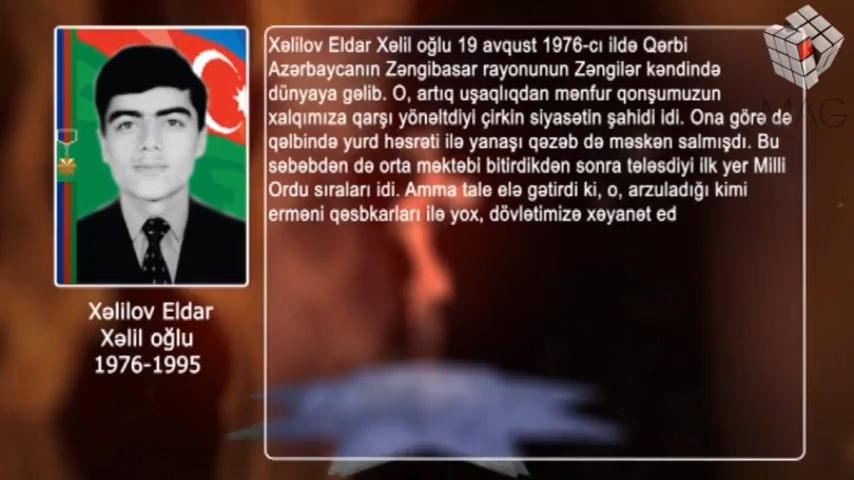 Xəlilov Eldar Xəlil oğlu 19 avqust 1976-cı ildə Qərbi
Azərbaycanın Zəngibasar rayonunun Zəngilər kəndində
dünyaya gəlib. O, artıq uşaqlıqdan mənfur qonşumuzun
xalqımıza qarşı yönəltdiyi çirkin siyasətin şahidi idi. Ona görə də
qəlbində yurd həsrəti ilə yanaşı qəzəb də məskən salmışdı. Bu
səbəbdən də orta məktəbi bitirdikdən sonra tələsdiyi ilk yer Milli
Ordu sıraları idi. Amma tale elə gətirdi ki, o, arzuladığı kimi
erməni qəsbkarları ilə yox, dövlətimizə xəyanət ed
Xəlilov Eldar
Xəlil oğlu
1976-1995
MAG